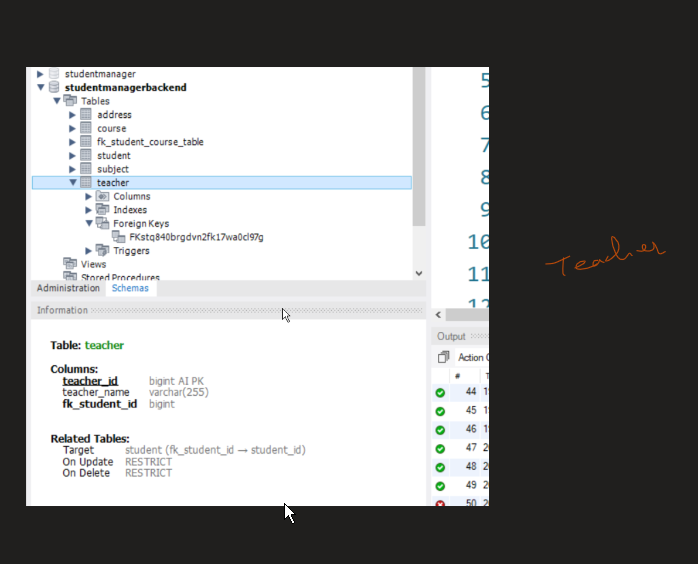 studentmanager
studentmanagerbackend
Tables
address
course
fk_student_course_table
student
subject
teacher
Columns
Indexes
Foreign Keys
FKstq840brgdvn2fk17wa0cl97g
Triggers
Views
Stored Procedures
Administration Schemas
Information
Table: teacher
Columns:
teacher_id bigint AI PK
teacher_name varchar(255)
fk_student_id bigint
Related Tables:
Target student (fk_student_id → student_id)
On Update RESTRICT
On Delete RESTRICT
5
6
7
8
9
10
11
12
Output
Action O
# T
44 1
45 1
46 1
47 2
48 2
49 2
50 2
Teacher